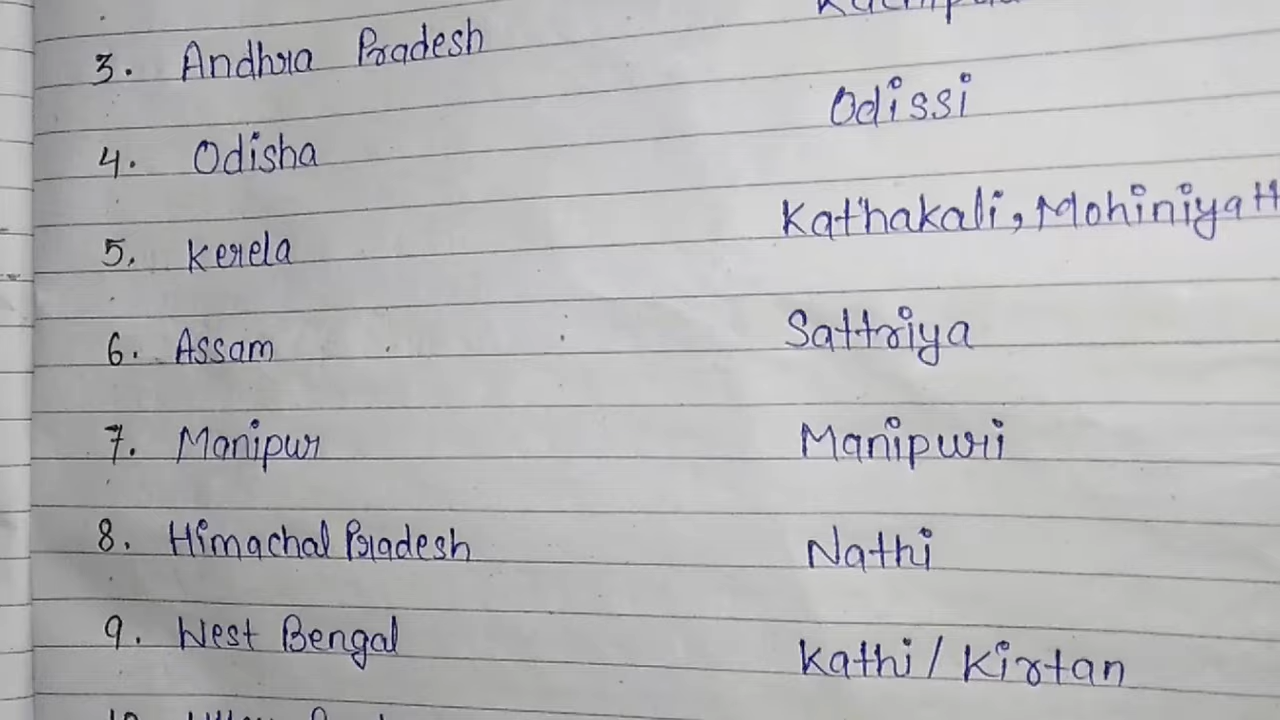 3. Andhra Pradesh
4. Odisha Odissi
5. Kerela Kathakali, Mohiniyatt
6. Assam Sattriya
7. Manipur Manipuri
8. Himachal Pradesh Nathi
9. West Bengal Kathi / Kirtan